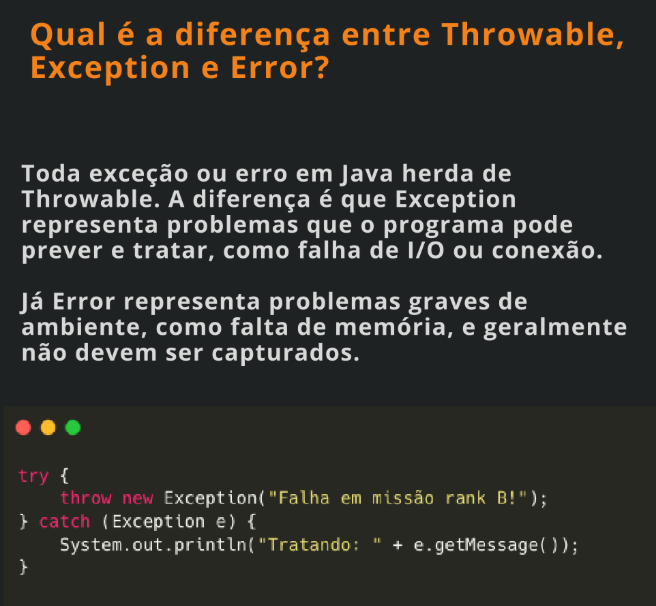 Qual é a diferença entre Throwable,
Exception e Error?
Toda exceção ou erro em Java herda de
Throwable. A diferença é que Exception
representa problemas que o programa pode
prever e tratar, como falha de I/O ou conexão.
Já Error representa problemas graves de
ambiente, como falta de memória, e geralmente
não devem ser capturados.
try {
    throw new Exception("Falha em missão rank B!");
} catch (Exception e) {
    System.out.println("Tratando: " + e.getMessage());
}